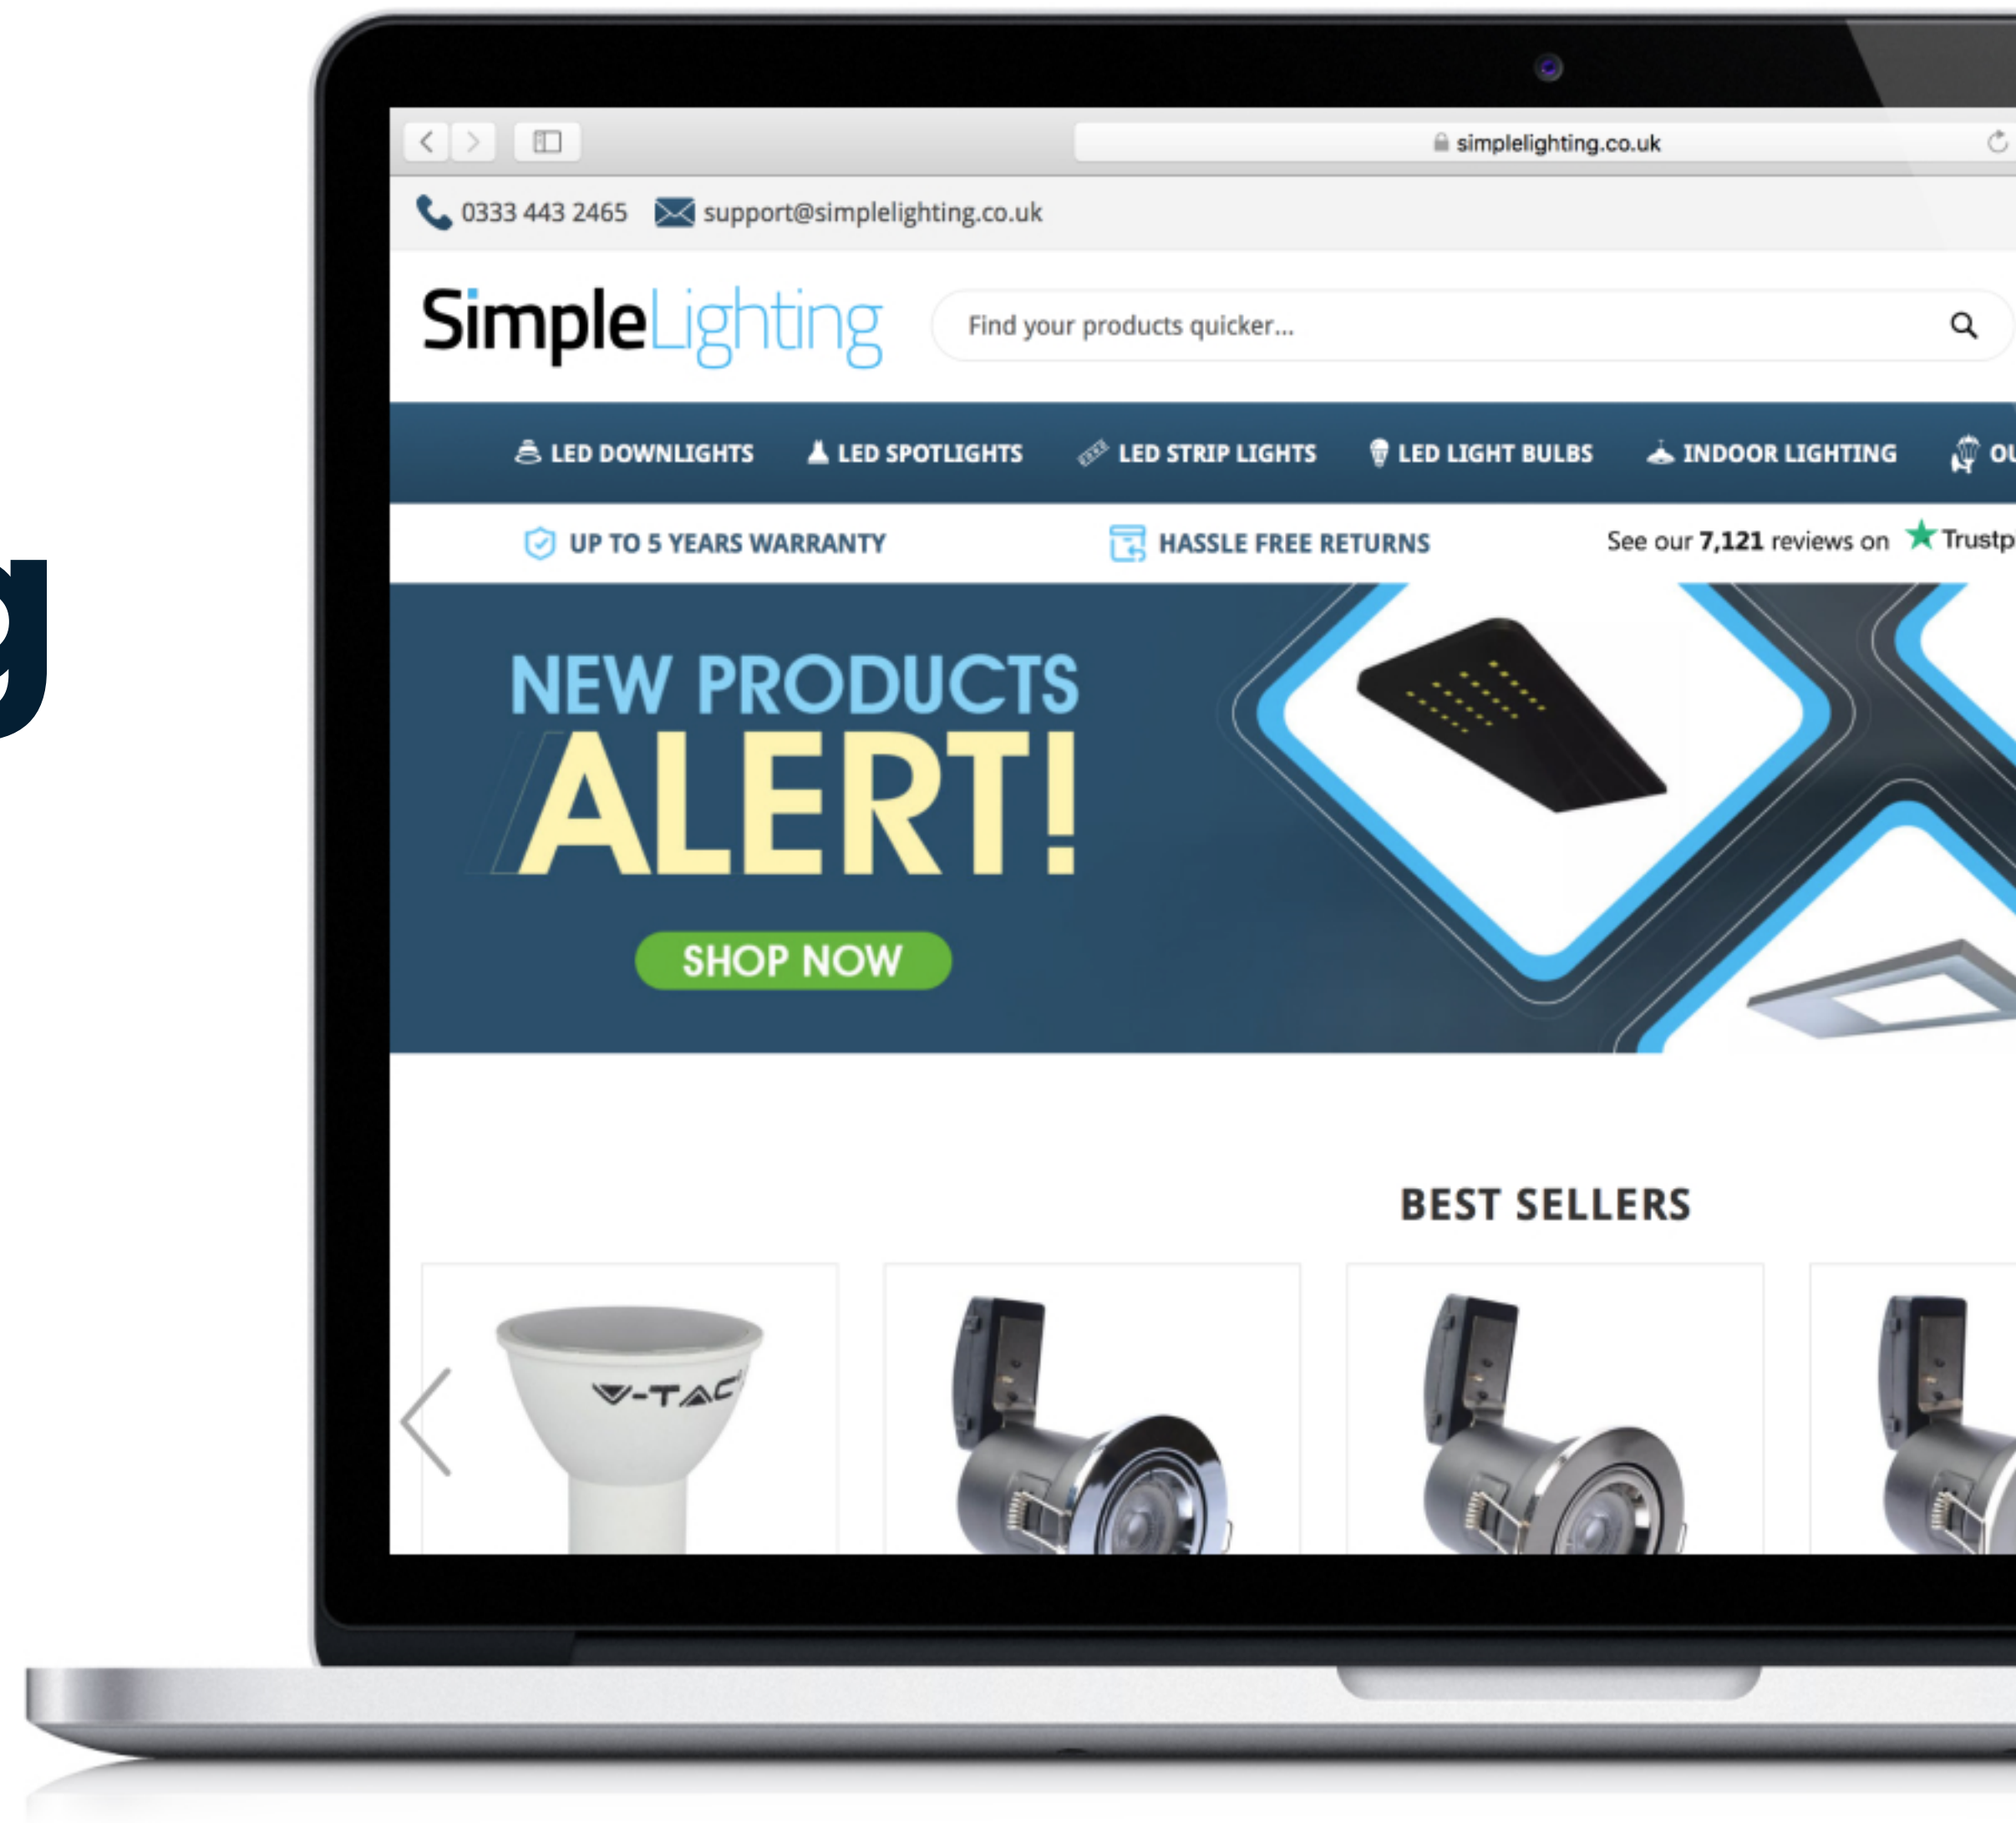 simplelighting.co.uk
0333 443 2465 support@simplelighting.co.uk
SimpleLighting Find your products quicker...
LED DOWNLIGHTS LED SPOTLIGHTS LED STRIP LIGHTS LED LIGHT BULBS INDOOR LIGHTING
UP TO 5 YEARS WARRANTY HASSLE FREE RETURNS See our 7,121 reviews on Trustp
g
NEW PRODUCTS
ALERT!
SHOP NOW
BEST SELLERS
V-TAC